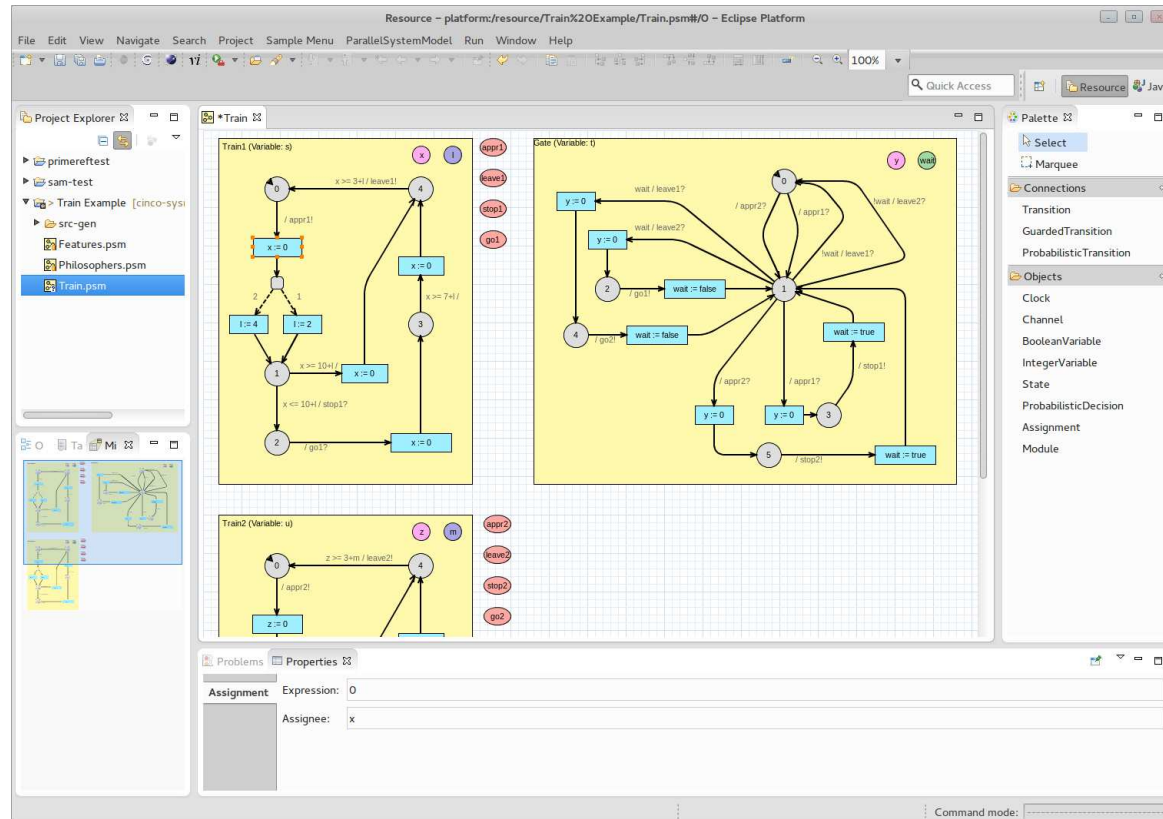 Resource - platform:/resource/Train%20Example/Train.psm#/0 - Eclipse Platform
File Edit View Navigate Search Project Sample Menu ParallelSystemModel Run Window Help
100%
Quick Access
Resource
Jav
Project Explorer
primereftest
sam-test
> Train Example [cinco-sys
src-gen
Features.psm
Philosophers.psm
Train.psm
O
Ta
Mi
*Train
Train1 (Variable: s)
x
l
appr1
leave1
stop1
go1
0
x >= 3+l / leave1!
4
/ appr1!
x := 0
x := 0
2
1
x >= 7+l /
l := 4
l := 2
3
1
x >= 10+l /
x := 0
x <= 10+l / stop1?
2
/ go1?
x := 0
Gate (Variable: t)
y
wait
0
wait / leave1?
y := 0
/ appr2?
/ appr1?
!wait / leave2?
wait / leave2?
y := 0
!wait / leave1?
2
/ go1!
wait := false
1
4
/ go2!
wait := false
wait := true
/ appr2?
/ appr1?
/ stop1!
y := 0
y := 0
3
5
/ stop2!
wait := true
Train2 (Variable: u)
z
m
appr2
leave2
stop2
go2
0
z >= 3+m / leave2!
4
/ appr2!
z := 0
Palette
Select
Marquee
Connections
Transition
GuardedTransition
ProbabilisticTransition
Objects
Clock
Channel
BooleanVariable
IntegerVariable
State
ProbabilisticDecision
Assignment
Module
Problems
Properties
Assignment
Expression: 0
Assignee: x
Command mode: